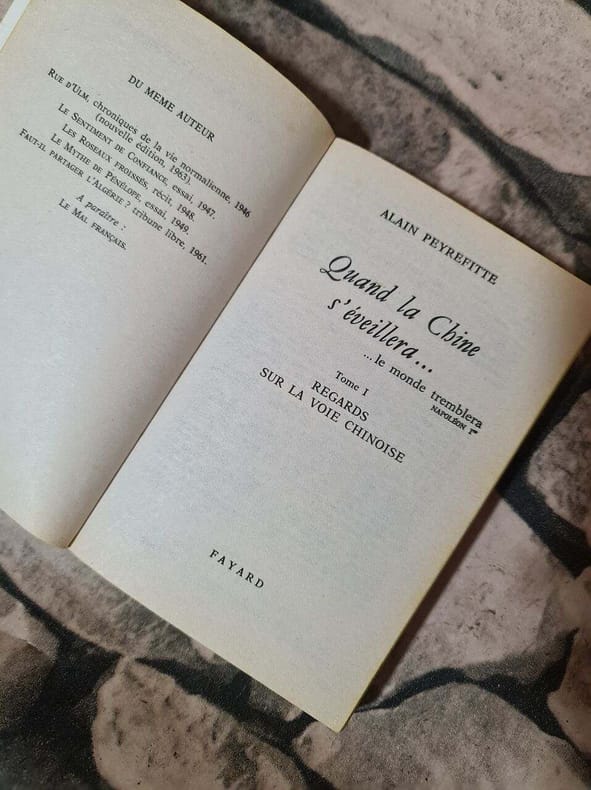 DU MEME AUTEUR
RUE D'ULM, chroniques de la vie normalienne, 1946
(nouvelle édition, 1963).
LE SENTIMENT DE CONFIANCE, essai, 1947.
LES ROSEAUX FROISSÉS, récit, 1948.
LE MYTHE DE PÉNÉLOPE, essai, 1949.
FAUT-IL PARTAGER L'ALGÉRIE ? tribune libre, 1961.
A paraître :
LE MAL FRANÇAIS.
ALAIN PEYREFITTE
Quand la Chine
s'éveillera...
...le monde tremblera
NAPOLÉON Iᵉʳ
Tome I
REGARDS
SUR LA VOIE CHINOISE
FAYARD